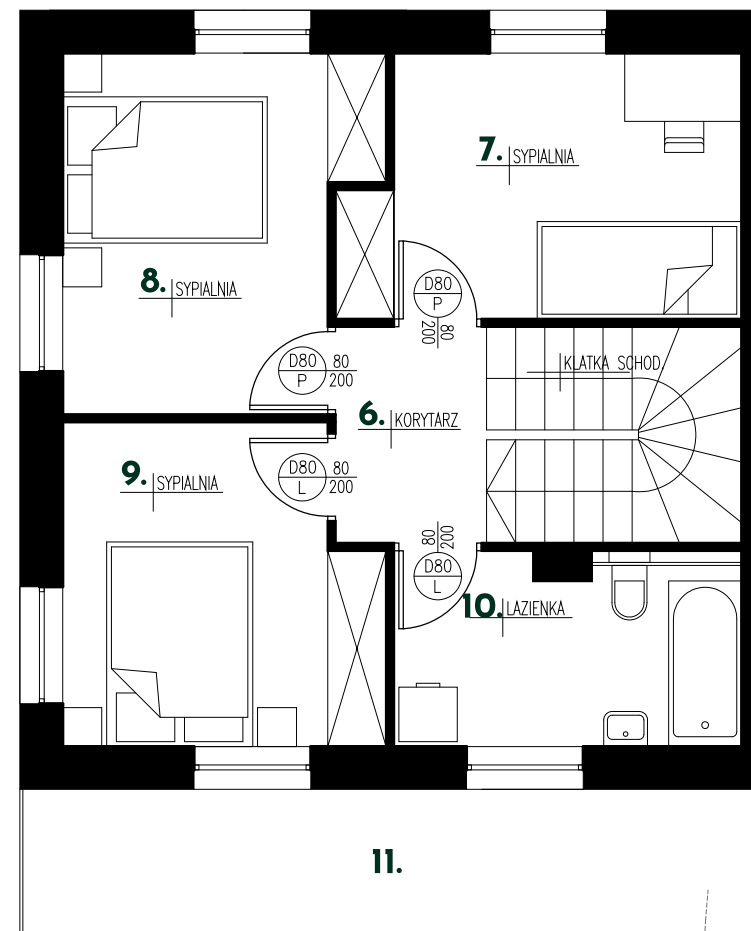 7. SYPIALNIA
8. SYPIALNIA
D80
P
80
200
KLATKA SCHOD.
D80
P
80
200
6. KORYTARZ
9. SYPIALNIA
D80
L
80
200
D80
L
80
200
10. LAZIENKA
11.